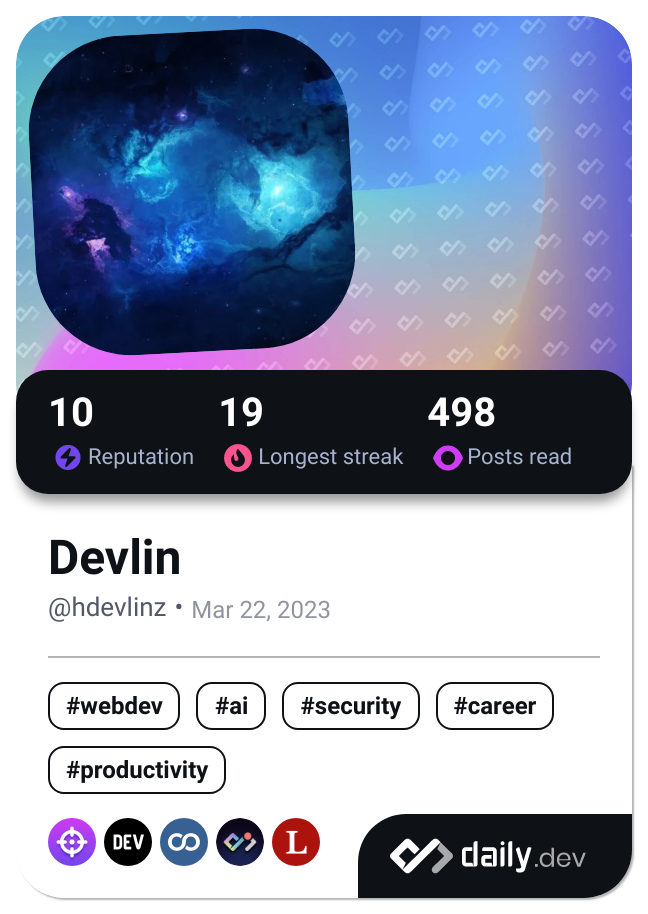 10 19 498
Reputation Longest streak Posts read
Devlin
@hdevlinz • Mar 22, 2023
#webdev #ai #security #career
#productivity
DEV L
daily.dev